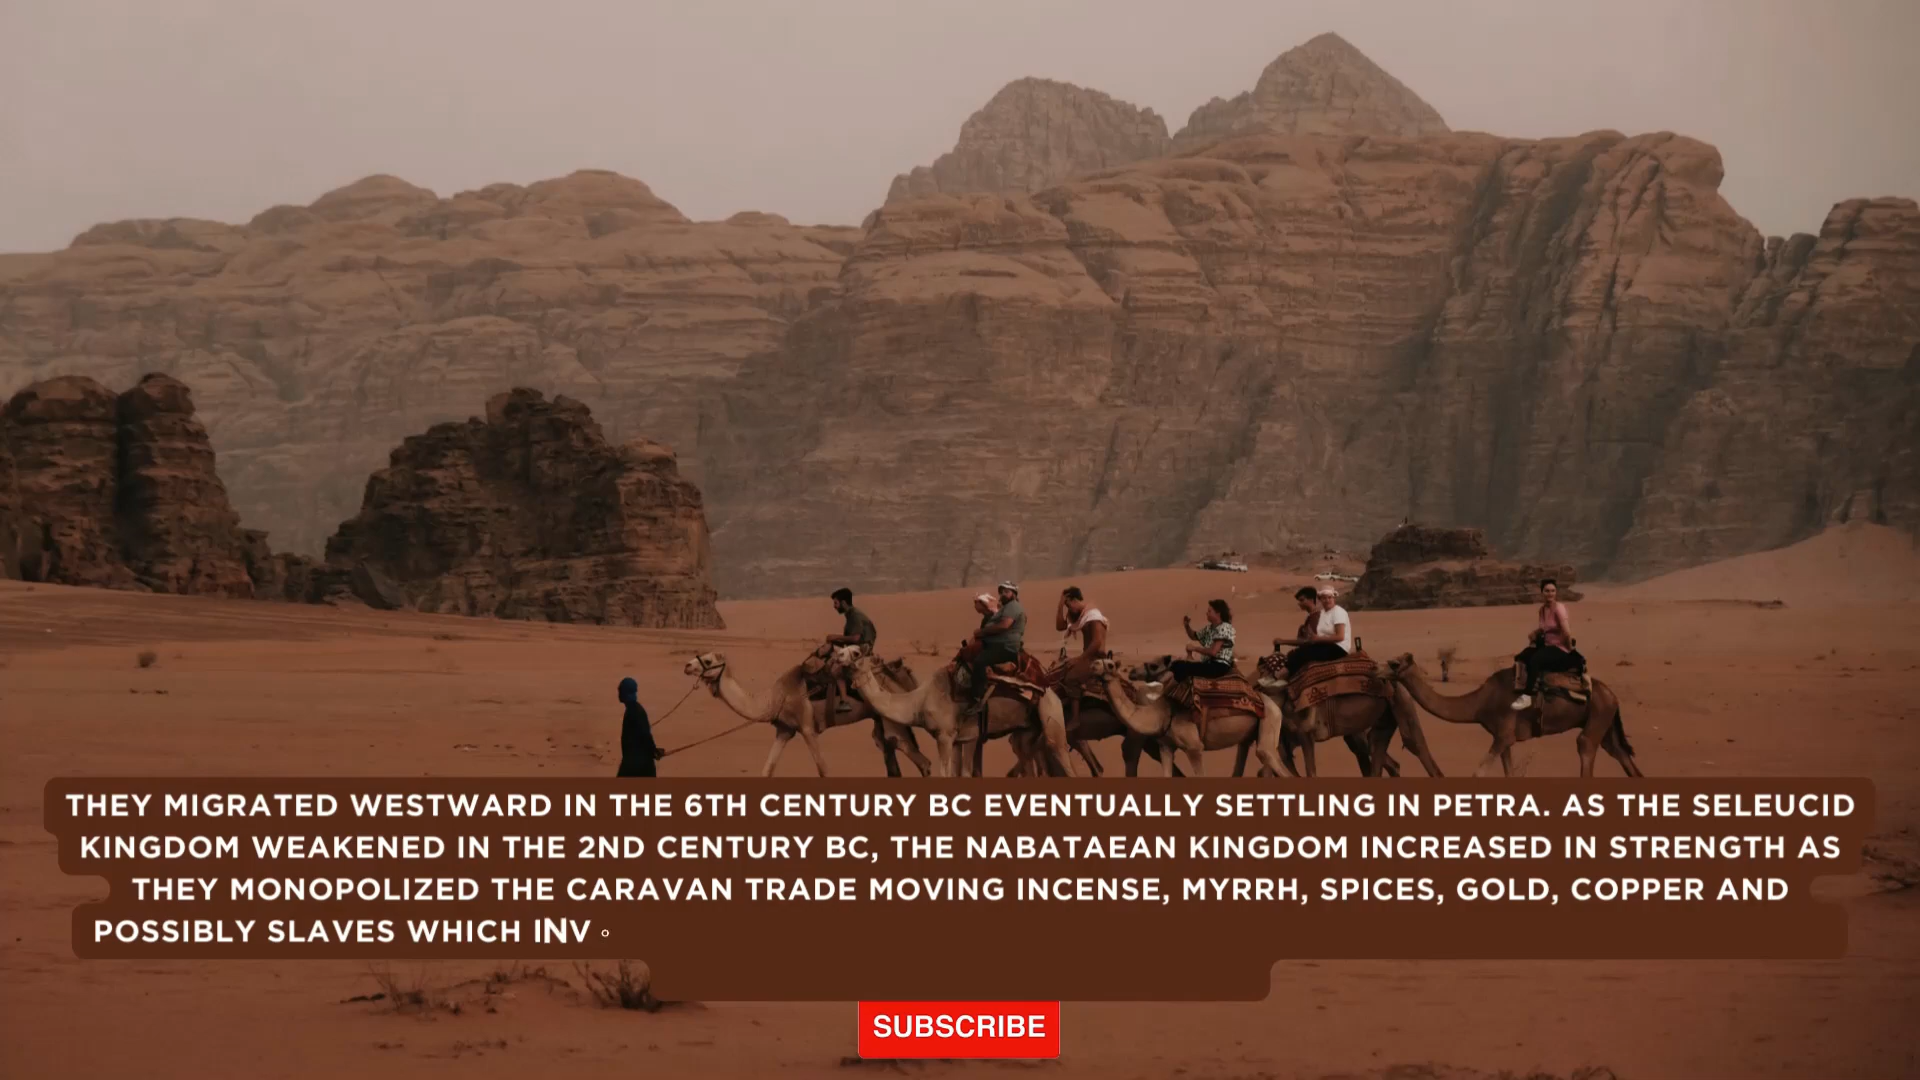 THEY MIGRATED WESTWARD IN THE 6TH CENTURY BC EVENTUALLY SETTLING IN PETRA. AS THE SELEUCID
KINGDOM WEAKENED IN THE 2ND CENTURY BC, THE NABATAEAN KINGDOM INCREASED IN STRENGTH AS
THEY MONOPOLIZED THE CARAVAN TRADE MOVING INCENSE, MYRRH, SPICES, GOLD, COPPER AND
POSSIBLY SLAVES WHICH INV
SUBSCRIBE